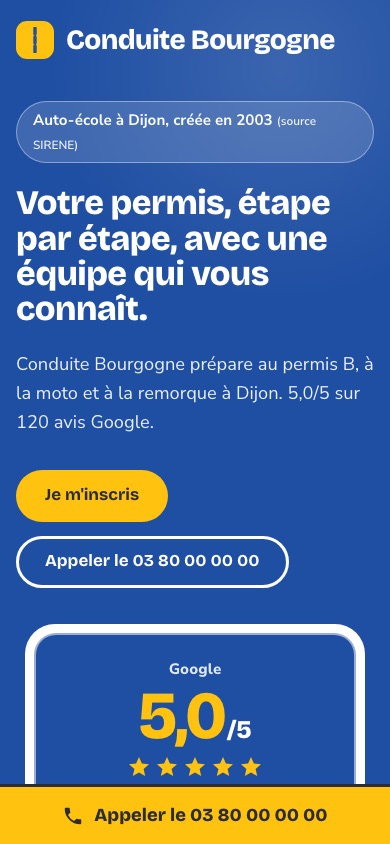 Conduite Bourgogne
Auto-école à Dijon, créée en 2003 (source
SIRENE)
Votre permis, étape
par étape, avec une
équipe qui vous
connaît.
Conduite Bourgogne prépare au permis B, à
la moto et à la remorque à Dijon. 5,0/5 sur
120 avis Google.
Je m'inscris
Appeler le 03 80 00 00 00
Google
5,0/5
Appeler le 03 80 00 00 00